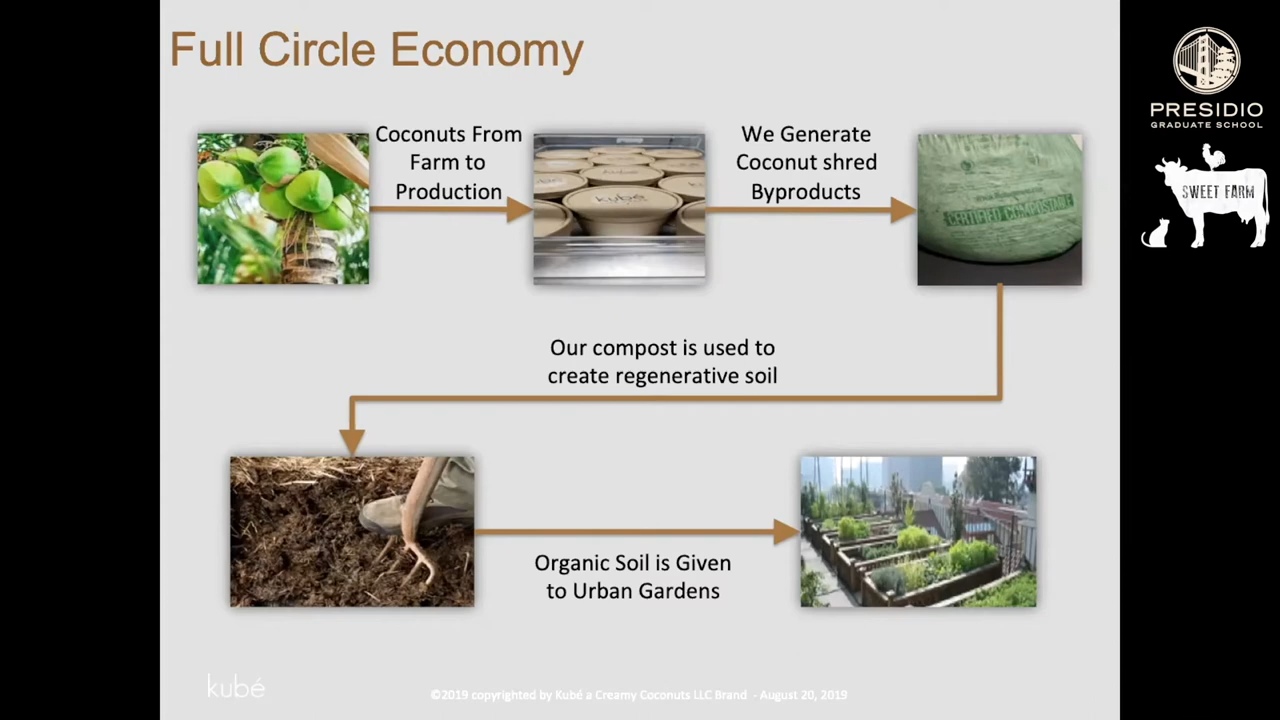 Full Circle Economy
PRESIDIO
GRADUATE SCHOOL
Coconuts From
Farm to
Production
We Generate
Coconut shred
Byproducts
kubé
CERTIFIED COMPOSTABLE
SWEET FARM
Our compost is used to
create regenerative soil
Organic Soil is Given
to Urban Gardens
kubé
©2019 copyrighted by Kubé a Creamy Coconuts LLC Brand - August 20, 2019